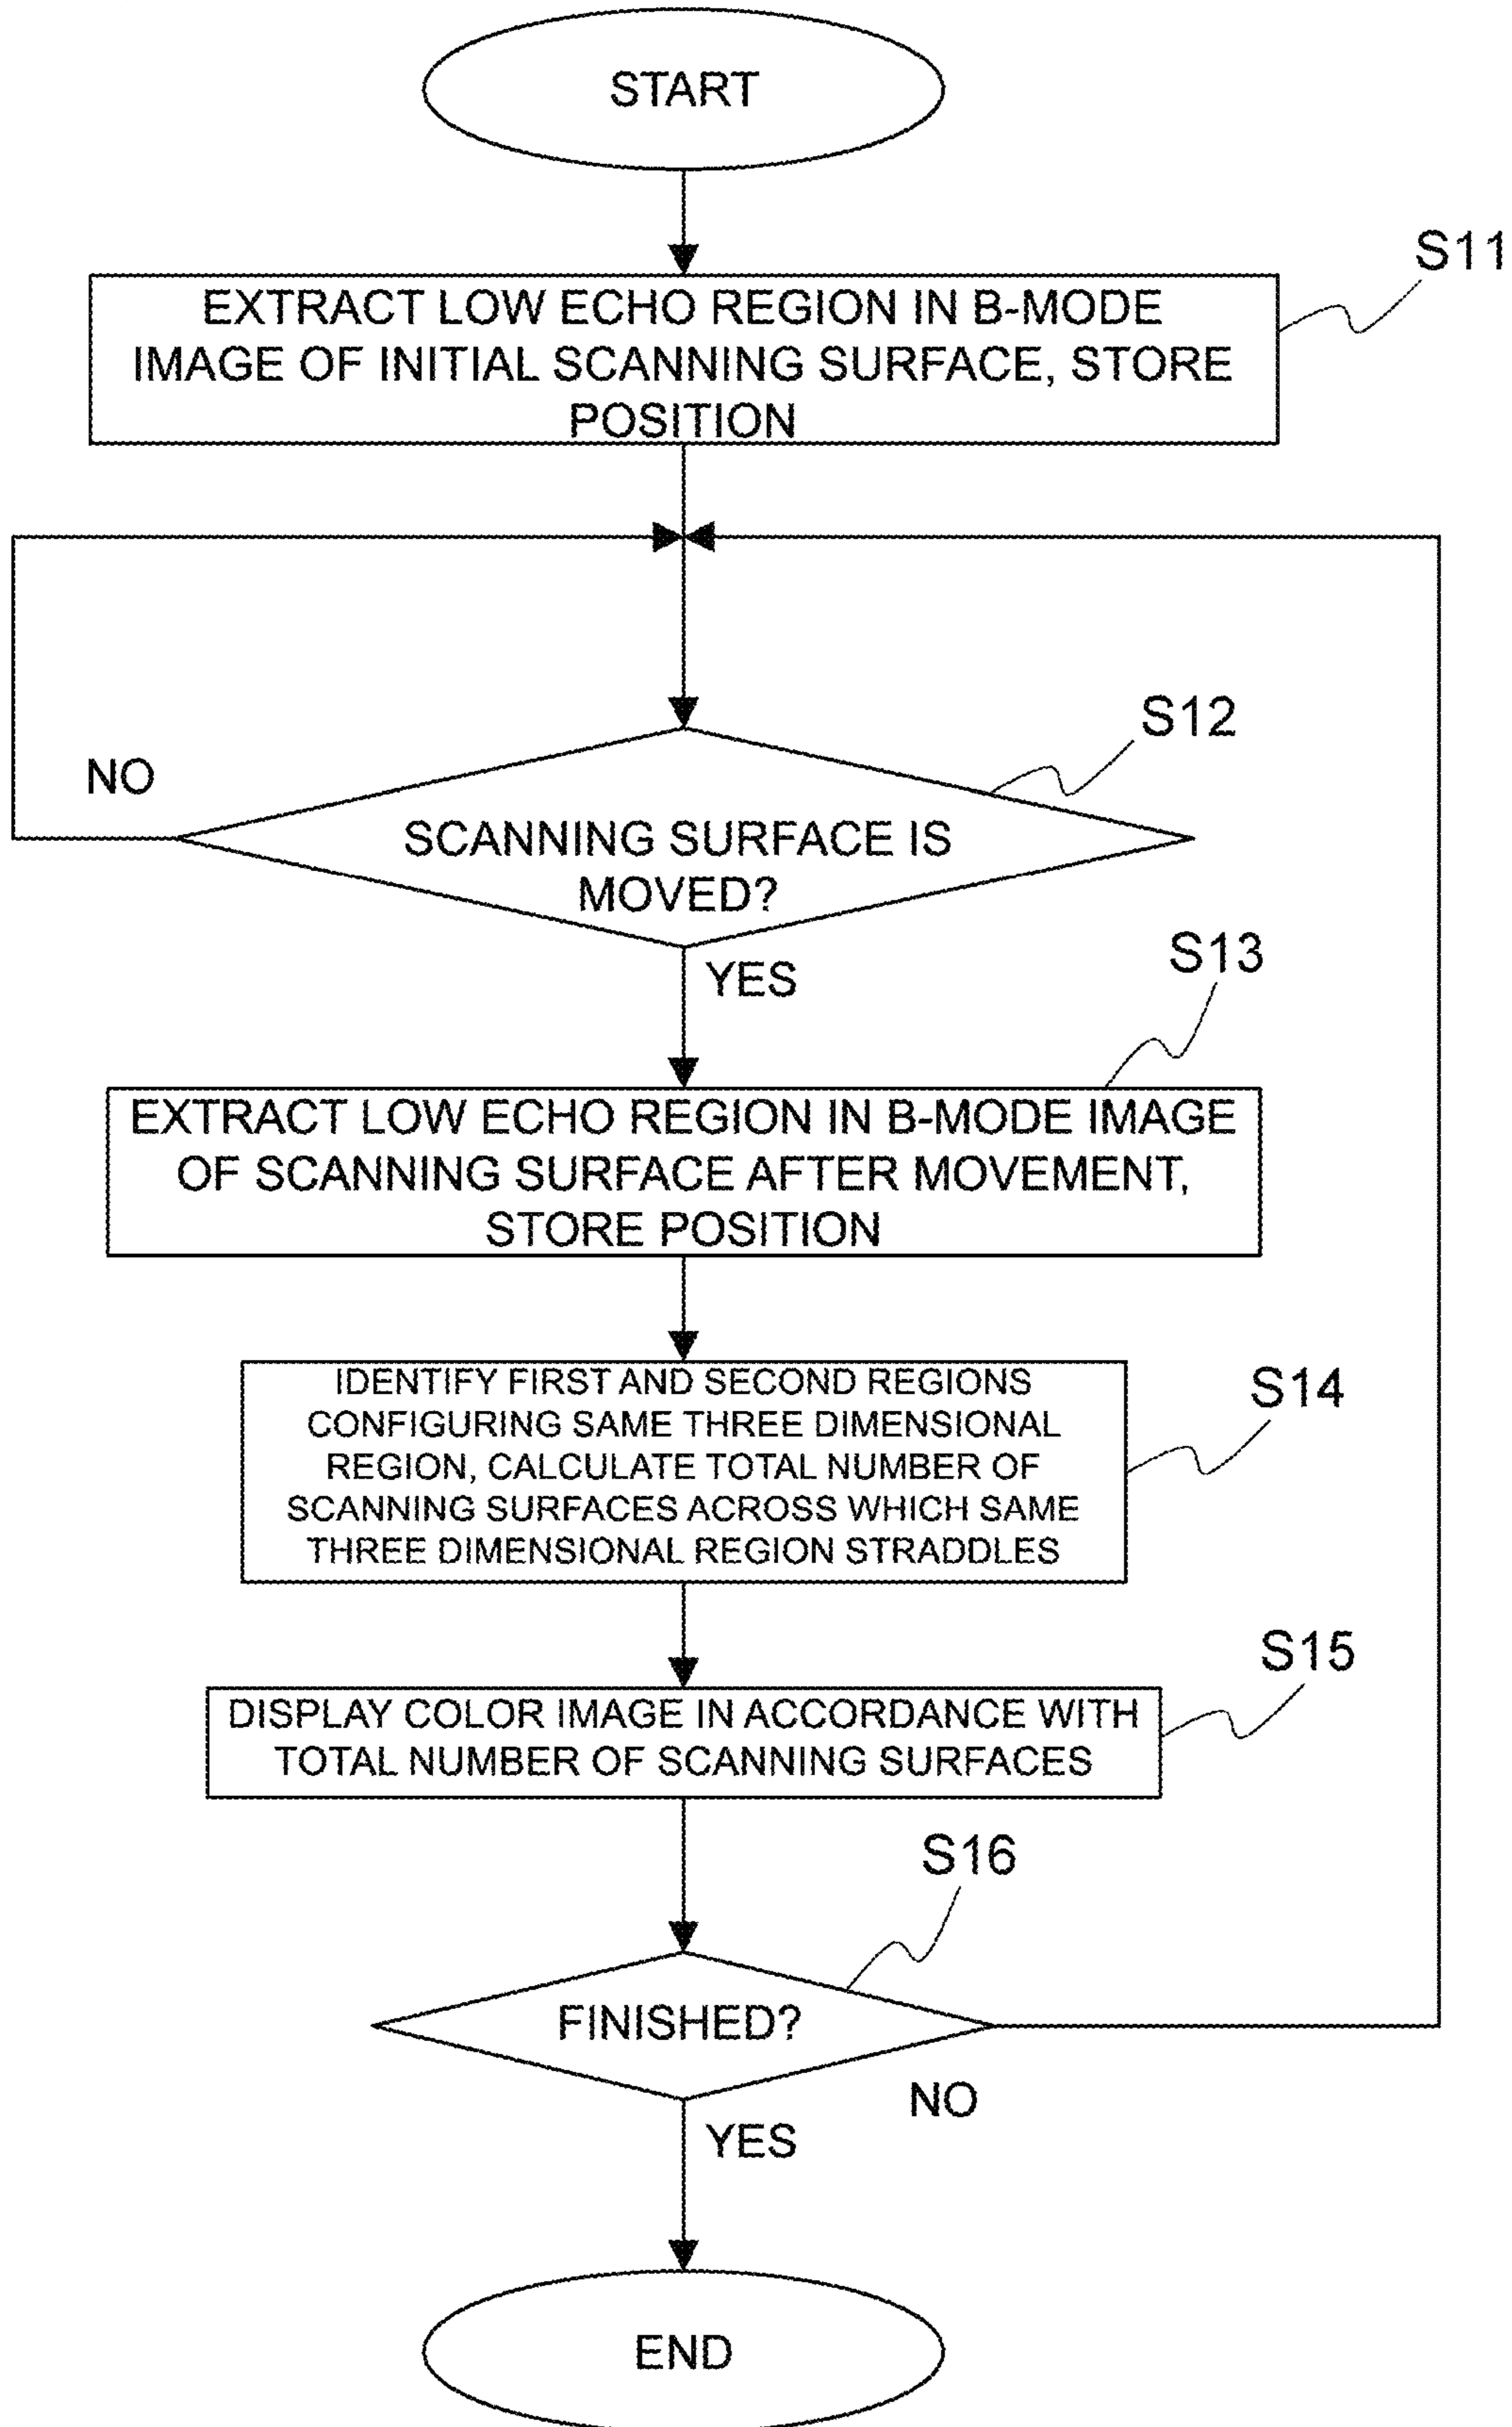 START
S11
EXTRACT LOW ECHO REGION IN B-MODE
IMAGE OF INITIAL SCANNING SURFACE, STORE
POSITION
S12
NO
SCANNING SURFACE IS
MOVED?
S13
YES
EXTRACT LOW ECHO REGION IN B-MODE IMAGE
OF SCANNING SURFACE AFTER MOVEMENT,
STORE POSITION
S14
IDENTIFY FIRST AND SECOND REGIONS
CONFIGURING SAME THREE DIMENSIONAL
REGION, CALCULATE TOTAL NUMBER OF
SCANNING SURFACES ACROSS WHICH SAME
THREE DIMENSIONAL REGION STRADDLES
S15
DISPLAY COLOR IMAGE IN ACCORDANCE WITH
TOTAL NUMBER OF SCANNING SURFACES
S16
FINISHED?
NO
YES
END